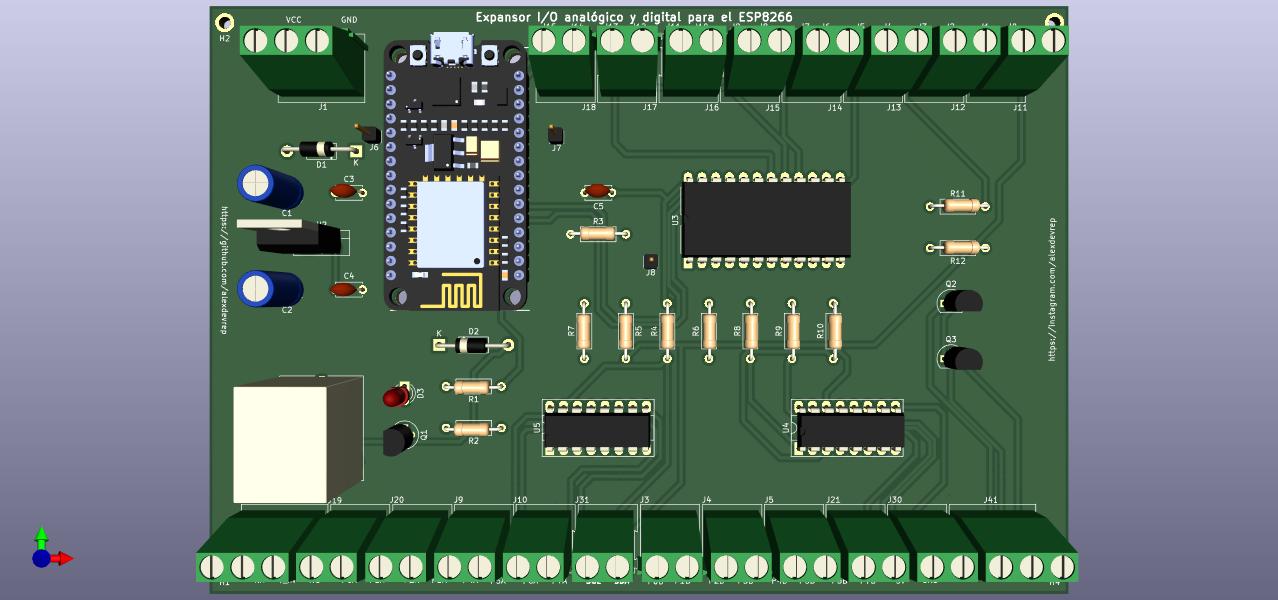 Expansor I/O analógico y digital para el ESP8266
VCC
GND
H2
J1
J18
J17
J16
J15
J14
J13
J12
J11
J6
J7
D1
K
C3
C1
C5
R3
U3
J8
R11
R12
C4
C2
Q2
Q3
https://github.com/alexdevrep
https://instagram.com/alexdevrep
K
D2
R7
R5
R4
R6
R8
R9
R10
D3
R1
Q1
R2
U5
U4
J19
J20
J9
J10
J31
J3
J4
J5
J21
J30
J41